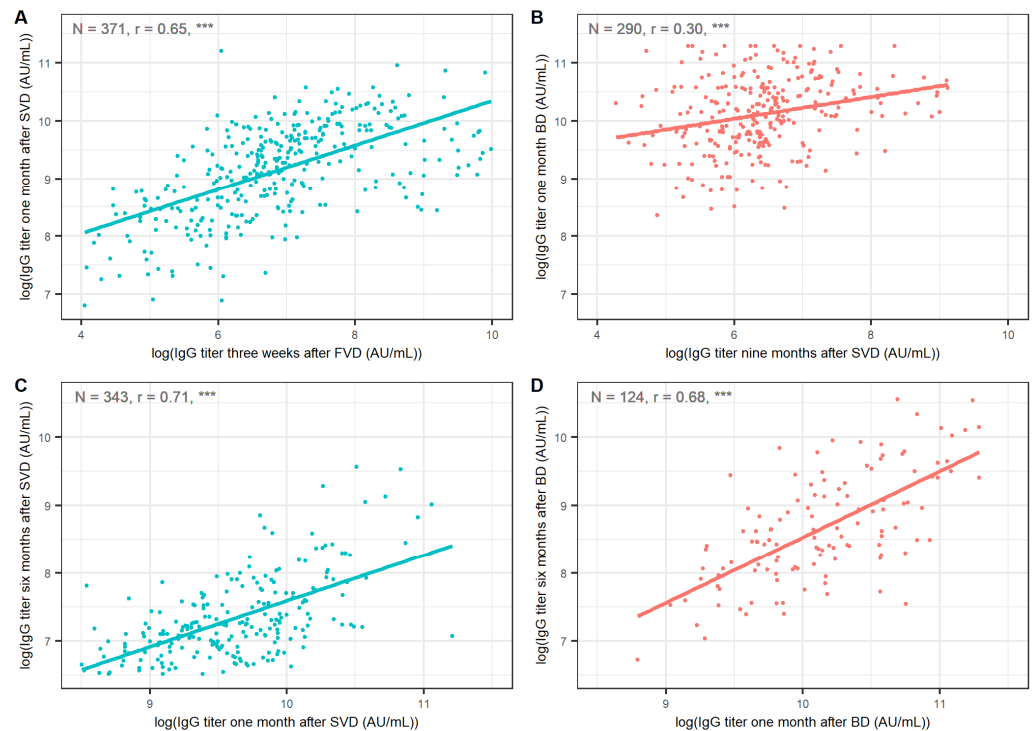 A
N = 371, r = 0.65, ***
log(IgG titer one month after SVD (AU/mL))
11
10
9
8
7
4
6
8
10
log(IgG titer three weeks after FVD (AU/mL))
B
N = 290, r = 0.30, ***
log(IgG titer one month BD (AU/mL))
11
10
9
8
7
4
6
8
10
log(IgG titer nine months after SVD (AU/mL))
C
N = 343, r = 0.71, ***
log(IgG titer six months after SVD (AU/mL))
10
9
8
7
9
10
11
log(IgG titer one month after SVD (AU/mL))
D
N = 124, r = 0.68, ***
log(IgG titer six months after BD (AU/mL))
10
9
8
7
9
10
11
log(IgG titer one month after BD (AU/mL))